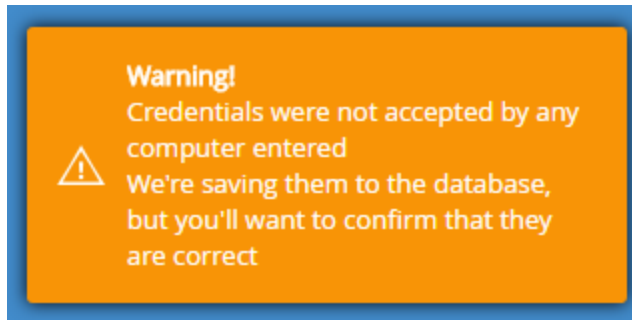 Warning!
Credentials were not accepted by any
computer entered
We're saving them to the database,
but you'll want to confirm that they
are correct